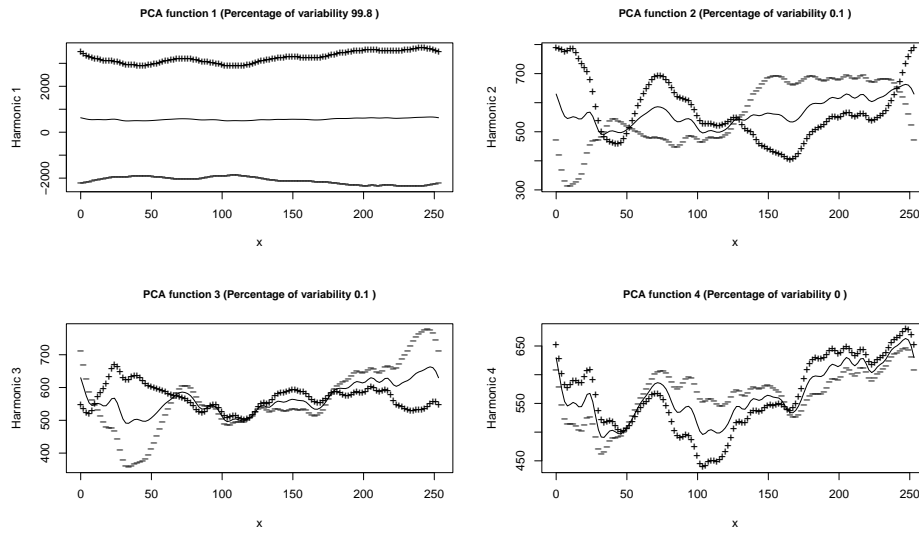 PCA function 1 (Percentage of variability 99.8 )
Harmonic 1
−2000 0 2000
0 50 100 150 200 250
x
PCA function 2 (Percentage of variability 0.1 )
Harmonic 2
300 500 700
0 50 100 150 200 250
x
PCA function 3 (Percentage of variability 0.1 )
Harmonic 3
400 500 600 700
0 50 100 150 200 250
x
PCA function 4 (Percentage of variability 0 )
Harmonic 4
450 550 650
0 50 100 150 200 250
x